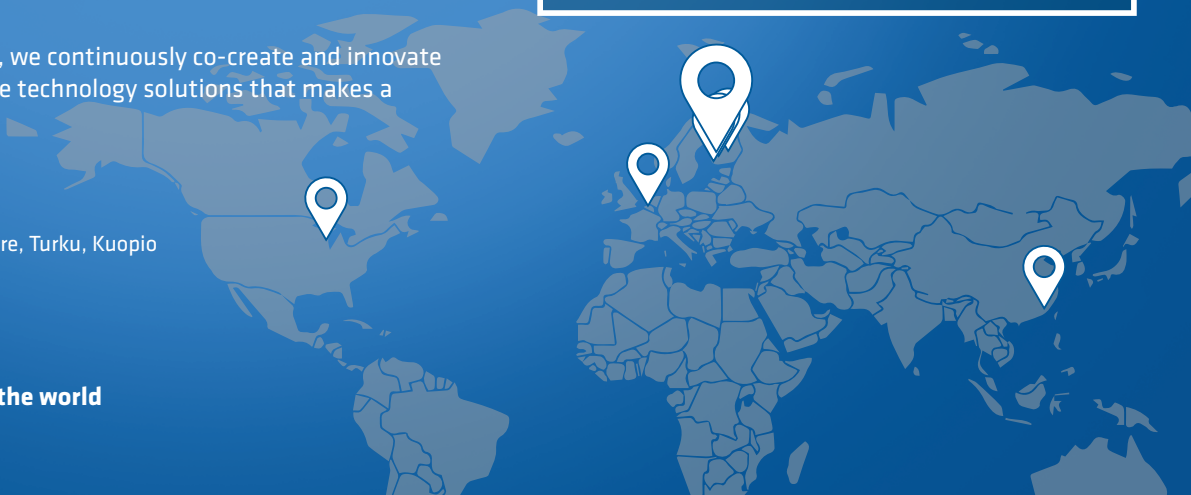 , we continuously co-create and innovate
e technology solutions that makes a
re, Turku, Kuopio
the world